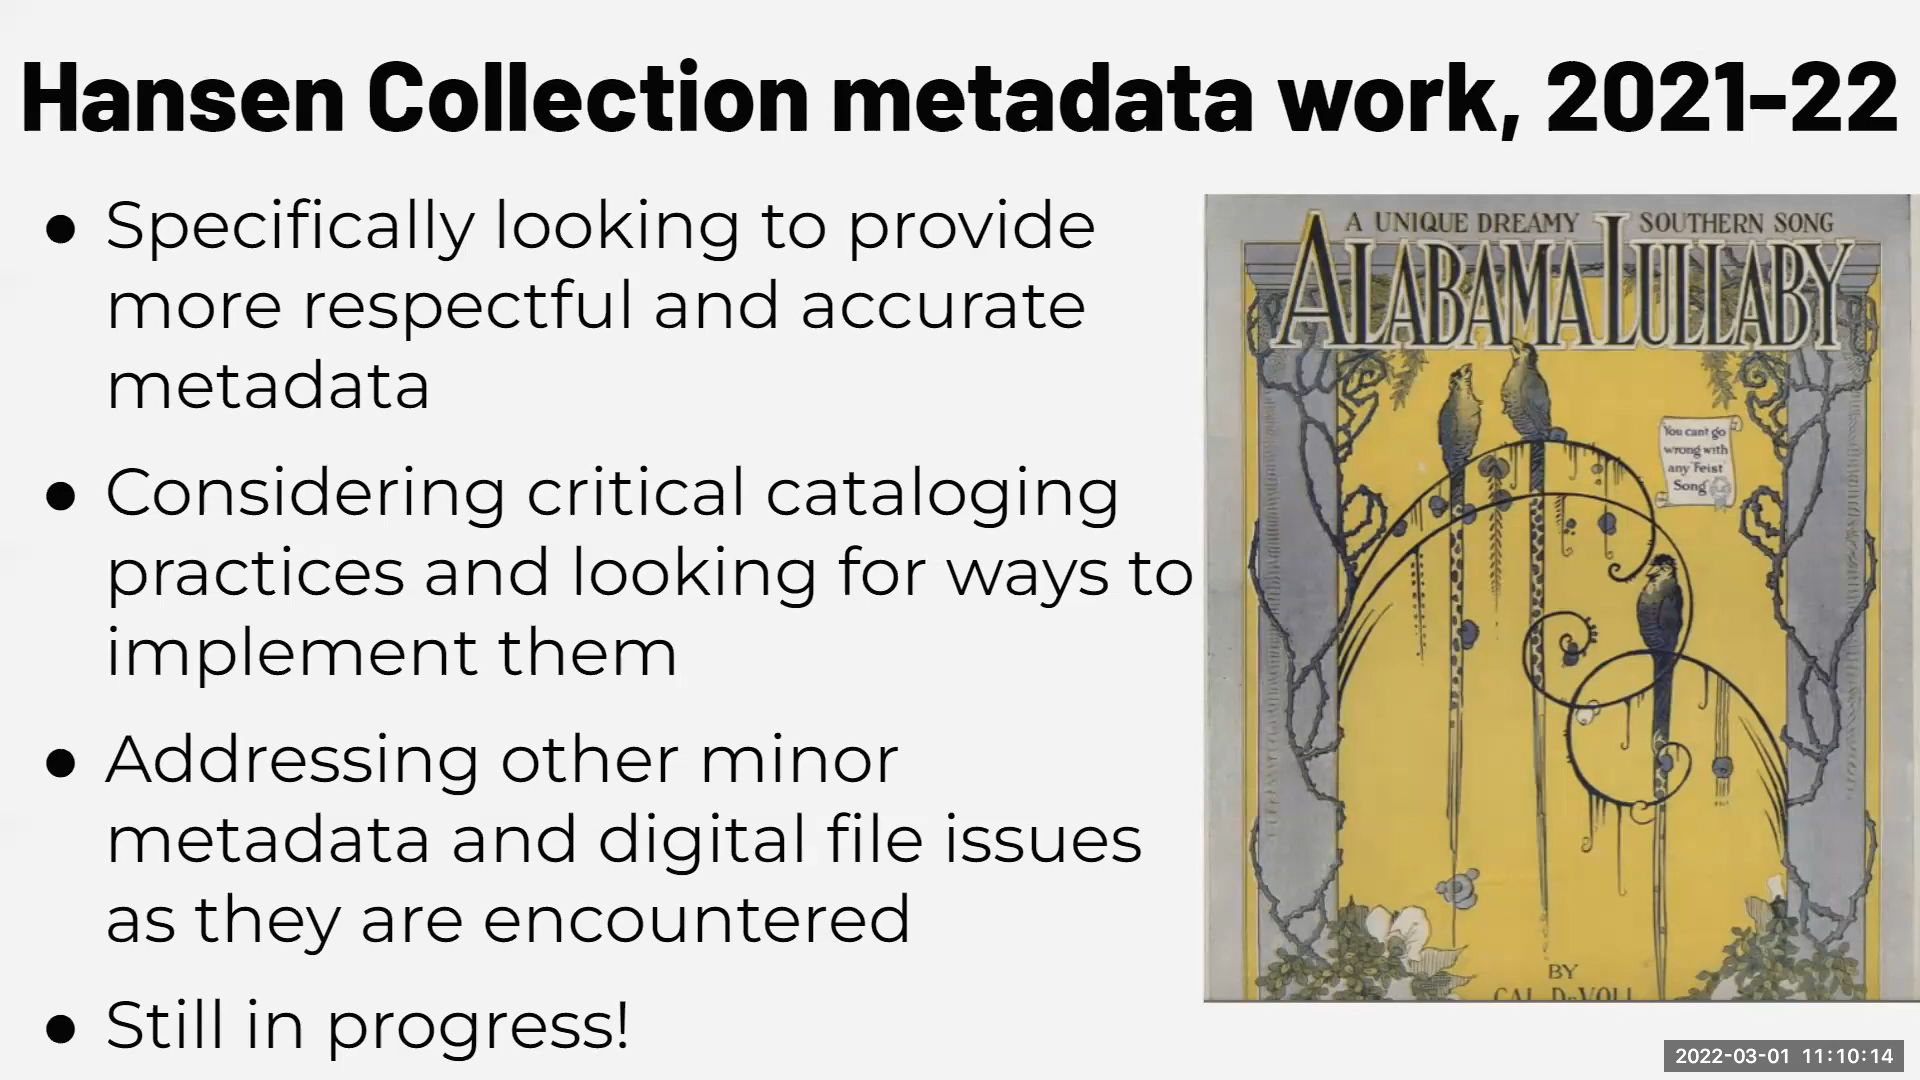 Hansen Collection metadata work, 2021-22
● Specifically looking to provide
more respectful and accurate
metadata
● Considering critical cataloging
practices and looking for ways to
implement them
● Addressing other minor
metadata and digital file issues
as they are encountered
● Still in progress!
A UNIQUE DREAMY SOUTHERN SONG
ALABAMA LULLABY
You can't go
wrong with
any "Feist"
Song
BY
CAL DeVOLL
2022-03-01 11:10:14